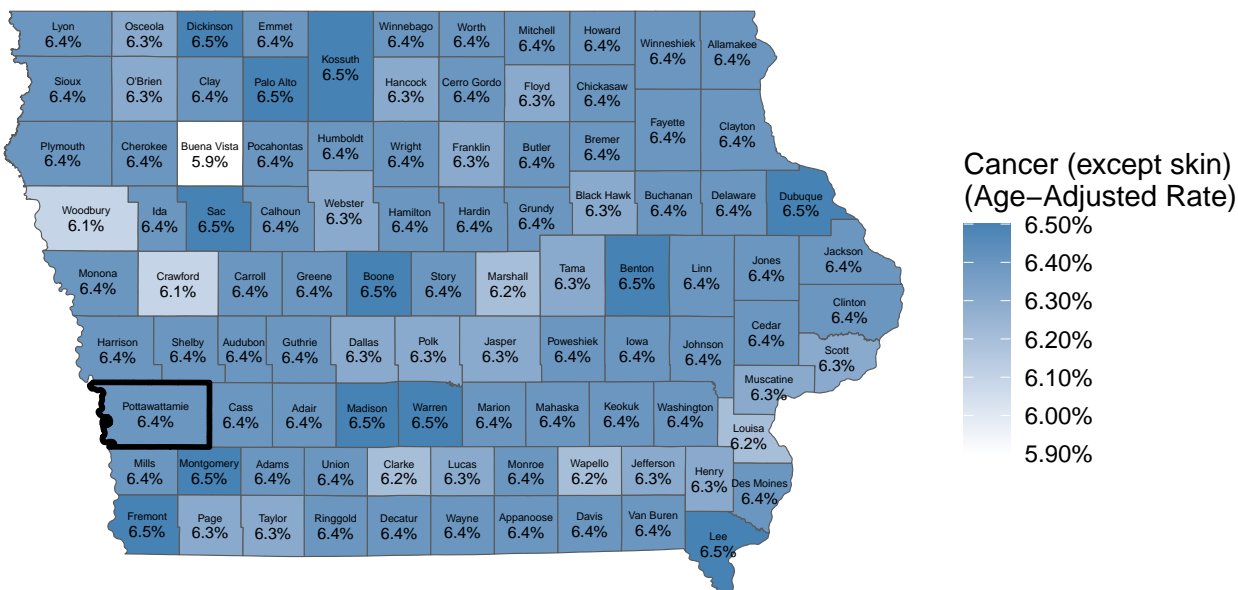 Lyon
6.4%
Osceola
6.3%
Dickinson
6.5%
Emmet
6.4%
Kossuth
6.5%
Winnebago
6.4%
Worth
6.4%
Mitchell
6.4%
Howard
6.4%
Winneshiek
6.4%
Allamakee
6.4%
Sioux
6.4%
O'Brien
6.3%
Clay
6.4%
Palo Alto
6.5%
Hancock
6.3%
Cerro Gordo
6.4%
Floyd
6.3%
Chickasaw
6.4%
Fayette
6.4%
Clayton
6.4%
Plymouth
6.4%
Cherokee
6.4%
Buena Vista
5.9%
Pocahontas
6.4%
Humboldt
6.4%
Wright
6.4%
Franklin
6.3%
Butler
6.4%
Bremer
6.4%
Woodbury
6.1%
Ida
6.4%
Sac
6.5%
Calhoun
6.4%
Webster
6.3%
Hamilton
6.4%
Hardin
6.4%
Grundy
6.4%
Black Hawk
6.3%
Buchanan
6.4%
Delaware
6.4%
Dubuque
6.5%
Monona
6.4%
Crawford
6.1%
Carroll
6.4%
Greene
6.4%
Boone
6.5%
Story
6.4%
Marshall
6.2%
Tama
6.3%
Benton
6.5%
Linn
6.4%
Jones
6.4%
Jackson
6.4%
Clinton
6.4%
Harrison
6.4%
Shelby
6.4%
Audubon
6.4%
Guthrie
6.4%
Dallas
6.3%
Polk
6.3%
Jasper
6.3%
Poweshiek
6.4%
Iowa
6.4%
Johnson
6.4%
Cedar
6.4%
Scott
6.3%
Muscatine
6.3%
Pottawattamie
6.4%
Cass
6.4%
Adair
6.4%
Madison
6.5%
Warren
6.5%
Marion
6.4%
Mahaska
6.4%
Keokuk
6.4%
Washington
6.4%
Louisa
6.2%
Mills
6.4%
Montgomery
6.5%
Adams
6.4%
Union
6.4%
Clarke
6.2%
Lucas
6.3%
Monroe
6.4%
Wapello
6.2%
Jefferson
6.3%
Henry
6.3%
Des Moines
6.4%
Fremont
6.5%
Page
6.3%
Taylor
6.3%
Ringgold
6.4%
Decatur
6.4%
Wayne
6.4%
Appanoose
6.4%
Davis
6.4%
Van Buren
6.4%
Lee
6.5%
Cancer (except skin)
(Age−Adjusted Rate)
6.50%
6.40%
6.30%
6.20%
6.10%
6.00%
5.90%